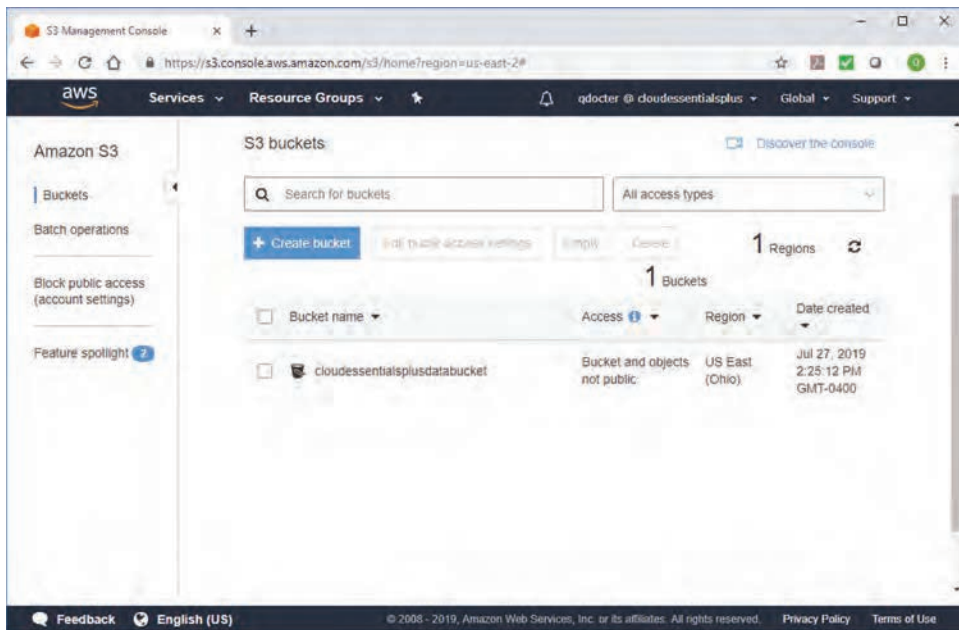 S3 Management Console
https://s3.console.aws.amazon.com/s3/home?region=us-east-2#
aws Services Resource Groups qdocter @ cloudessentialsplus Global Support
Amazon S3
Buckets
Batch operations
Block public access
(account settings)
Feature spotlight 2
S3 buckets
Discover the console
Search for buckets
All access types
+ Create bucket Edit public access settings Empty Delete
1 Regions
1 Buckets
Bucket name Access Region Date created
cloudessentialsplusdatabucket
Bucket and objects
not public
US East
(Ohio)
Jul 27, 2019
2:25:12 PM
GMT-0400
Feedback English (US) © 2008 - 2019, Amazon Web Services, Inc. or its affiliates. All rights reserved. Privacy Policy Terms of Use